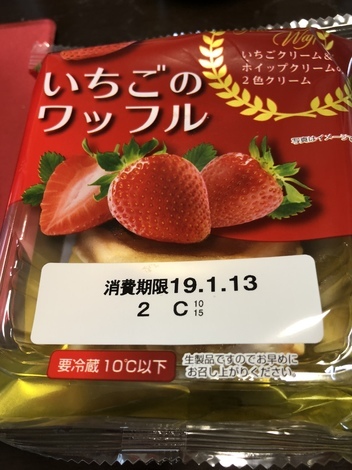 いちごクリーム&
ホイップクリームの
2色クリーム
いちごの
ワッフル
写真はイメージで
消費期限19.1.13
2 C 10
15
要冷蔵10℃以下
生製品ですのでお早めに
お召し上がりください。